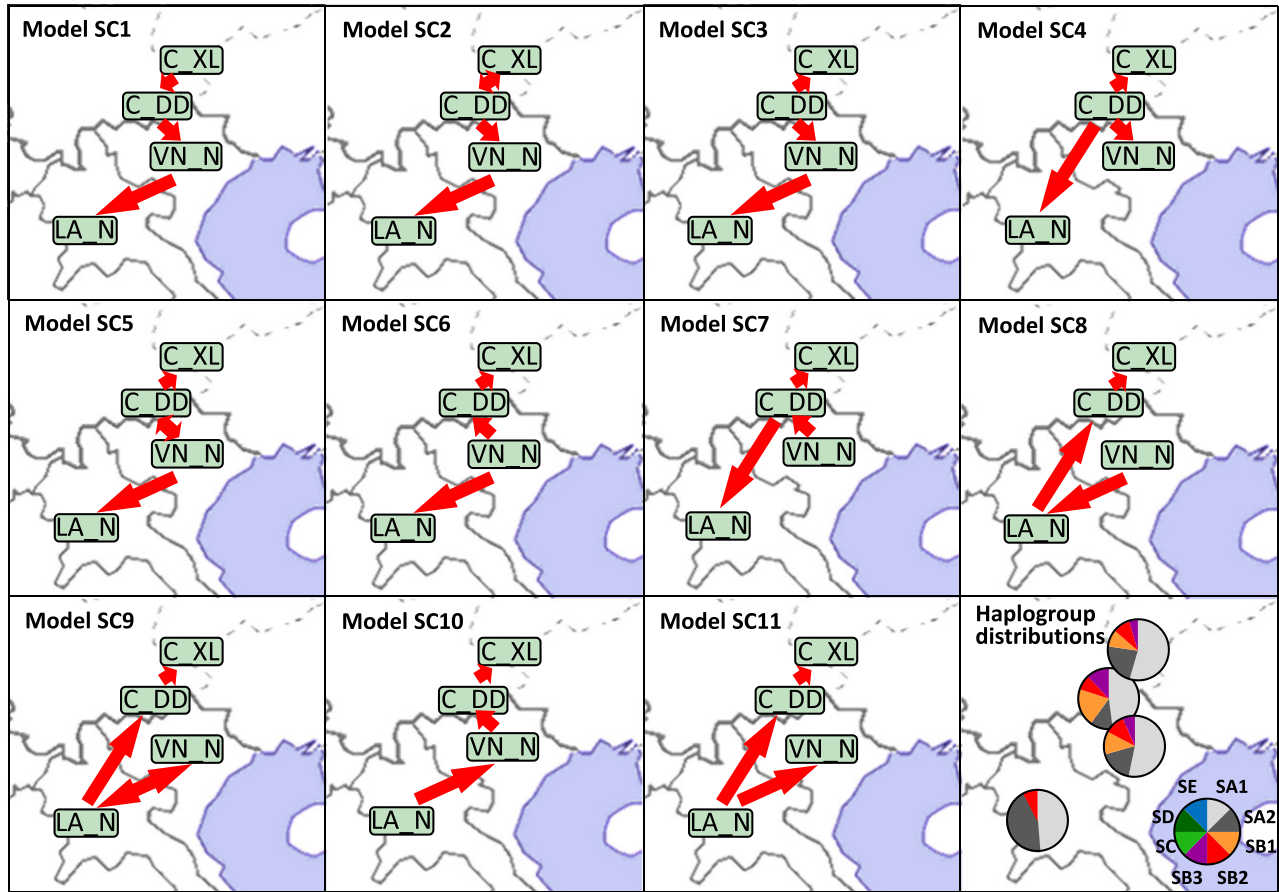 Model SC1
C_XL
C_DD
VN_N
LA_N
Model SC2
C_XL
C_DD
VN_N
LA_N
Model SC3
C_XL
C_DD
VN_N
LA_N
Model SC4
C_XL
C_DD
VN_N
LA_N
Model SC5
C_XL
C_DD
VN_N
LA_N
Model SC6
C_XL
C_DD
VN_N
LA_N
Model SC7
C_XL
C_DD
VN_N
LA_N
Model SC8
C_XL
C_DD
VN_N
LA_N
Model SC9
C_XL
C_DD
VN_N
LA_N
Model SC10
C_XL
C_DD
VN_N
LA_N
Model SC11
C_XL
C_DD
VN_N
LA_N
Haplogroup
distributions
SE SA1
SD SA2
SC SB1
SB3 SB2